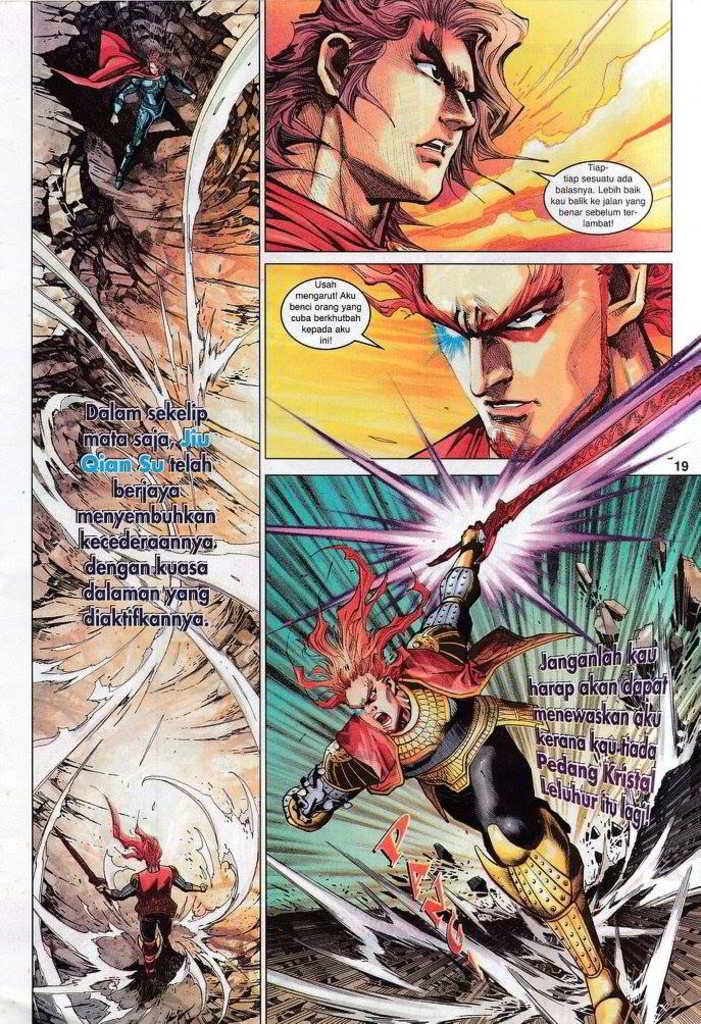 Tiap-
tiap sesuatu ada
balasnya. Lebih baik
kau balik ke jalan yang
benar sebelum ter-
lambat!
Usah
mengarut! Aku
benci orang yang
cuba berkhutbah
kepada aku
ini!
Dalam sekelip
mata saja, Jiu
Qian Su telah
berjaya
menyembuhkan
kecederaannya
dengan kuasa
dalaman yang
diaktifkannya.
19
Janganlah kau
harap akan dapat
menewaskan aku
kerana kau tiada
Pedang Kristal
Leluhur itu lagi!
PANG